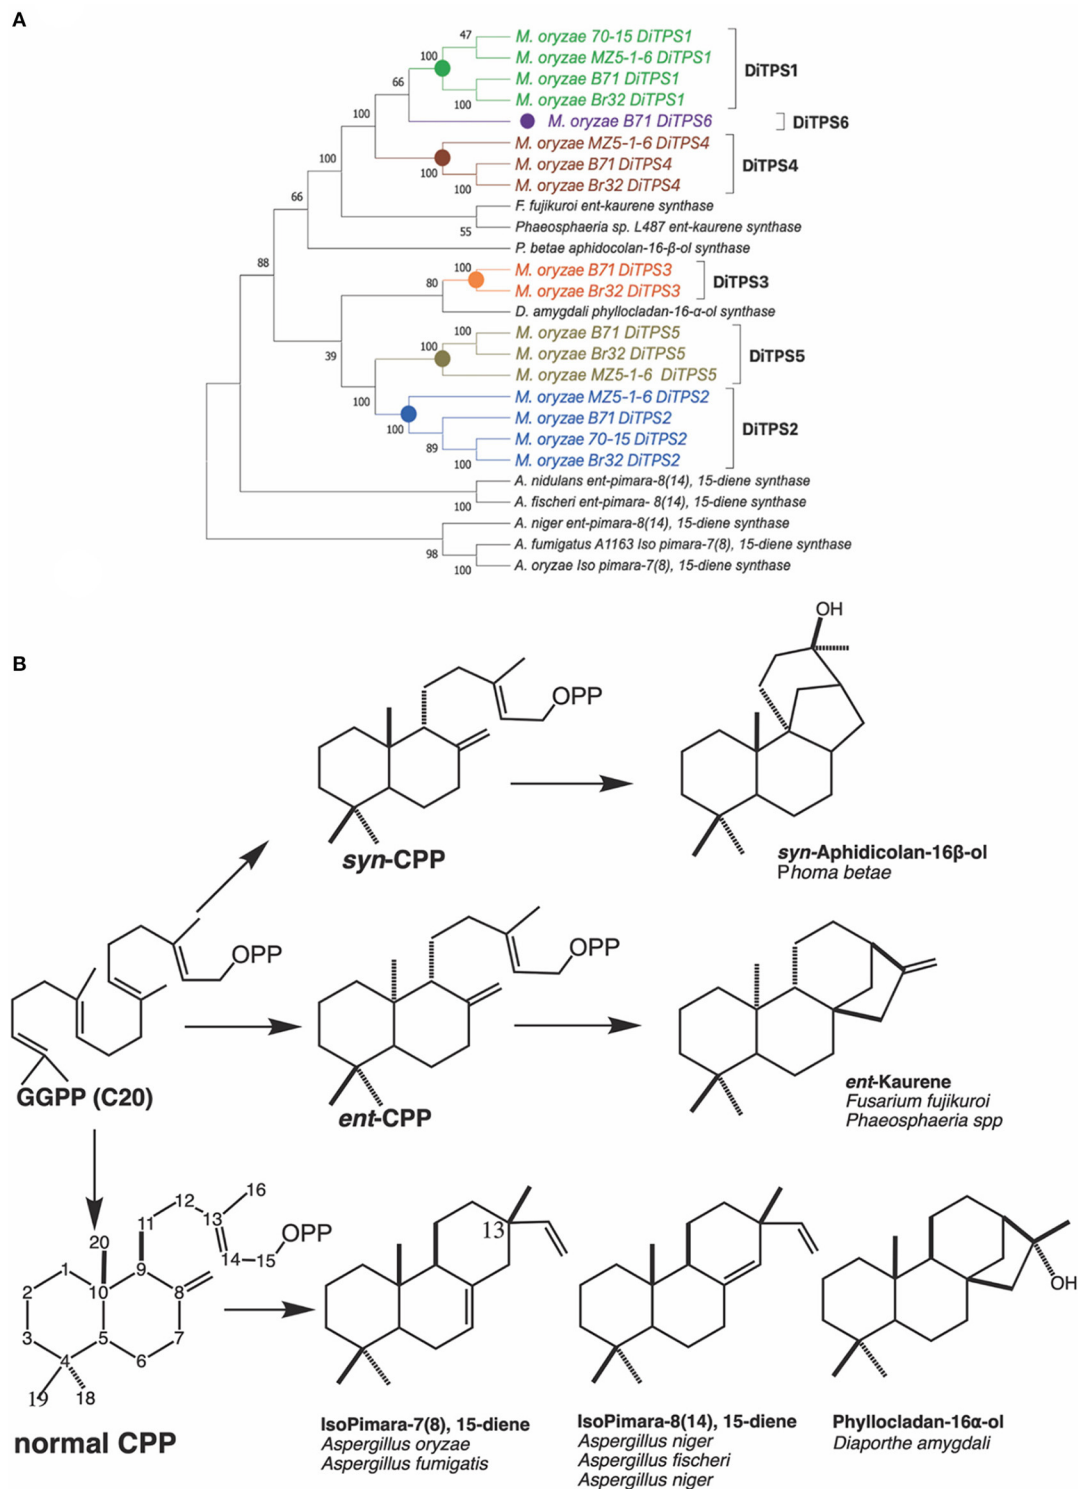 A
47
M. oryzae 70-15 DiTPS1
100
M. oryzae MZ5-1-6 DiTPS1
DiTPS1
66
M. oryzae B71 DiTPS1
100
M. oryzae Br32 DiTPS1
100
M. oryzae B71 DiTPS6
DiTPS6
M. oryzae MZ5-1-6 DiTPS4
100
M. oryzae B71 DiTPS4
DiTPS4
100
100
M. oryzae Br32 DiTPS4
66
F. fujikuroi ent-kaurene synthase
Phaeosphaeria sp. L487 ent-kaurene synthase
55
P. betae aphidocolan-16-β-ol synthase
88
100
M. oryzae B71 DiTPS3
DiTPS3
80
M. oryzae Br32 DiTPS3
D. amygdali phyllocladan-16-α-ol synthase
100
M. oryzae B71 DiTPS5
39
100
M. oryzae Br32 DiTPS5
DiTPS5
M. oryzae MZ5-1-6 DiTPS5
100
M. oryzae MZ5-1-6 DiTPS2
100
M. oryzae B71 DiTPS2
DiTPS2
89
M. oryzae 70-15 DiTPS2
100
M. oryzae Br32 DiTPS2
A. nidulans ent-pimara-8(14), 15-diene synthase
100
A. fischeri ent-pimara- 8(14), 15-diene synthase
A. niger ent-pimara-8(14), 15-diene synthase
98
A. fumigatus A1163 Iso pimara-7(8), 15-diene synthase
100
A. oryzae Iso pimara-7(8), 15-diene synthase
B
OPP
syn-CPP
OH
syn-Aphidicolan-16β-ol
Phoma betae
OPP
GGPP (C20)
OPP
ent-CPP
ent-Kaurene
Fusarium fujikuroi
Phaeosphaeria spp
16
12
13
11
OPP
20
14
15
1
9
2
10
8
3
5
7
4
6
19
18
normal CPP
13
IsoPimara-7(8), 15-diene
Aspergillus oryzae
Aspergillus fumigatis
IsoPimara-8(14), 15-diene
Aspergillus niger
Aspergillus fischeri
Aspergillus niger
OH
Phyllocladan-16α-ol
Diaporthe amygdali